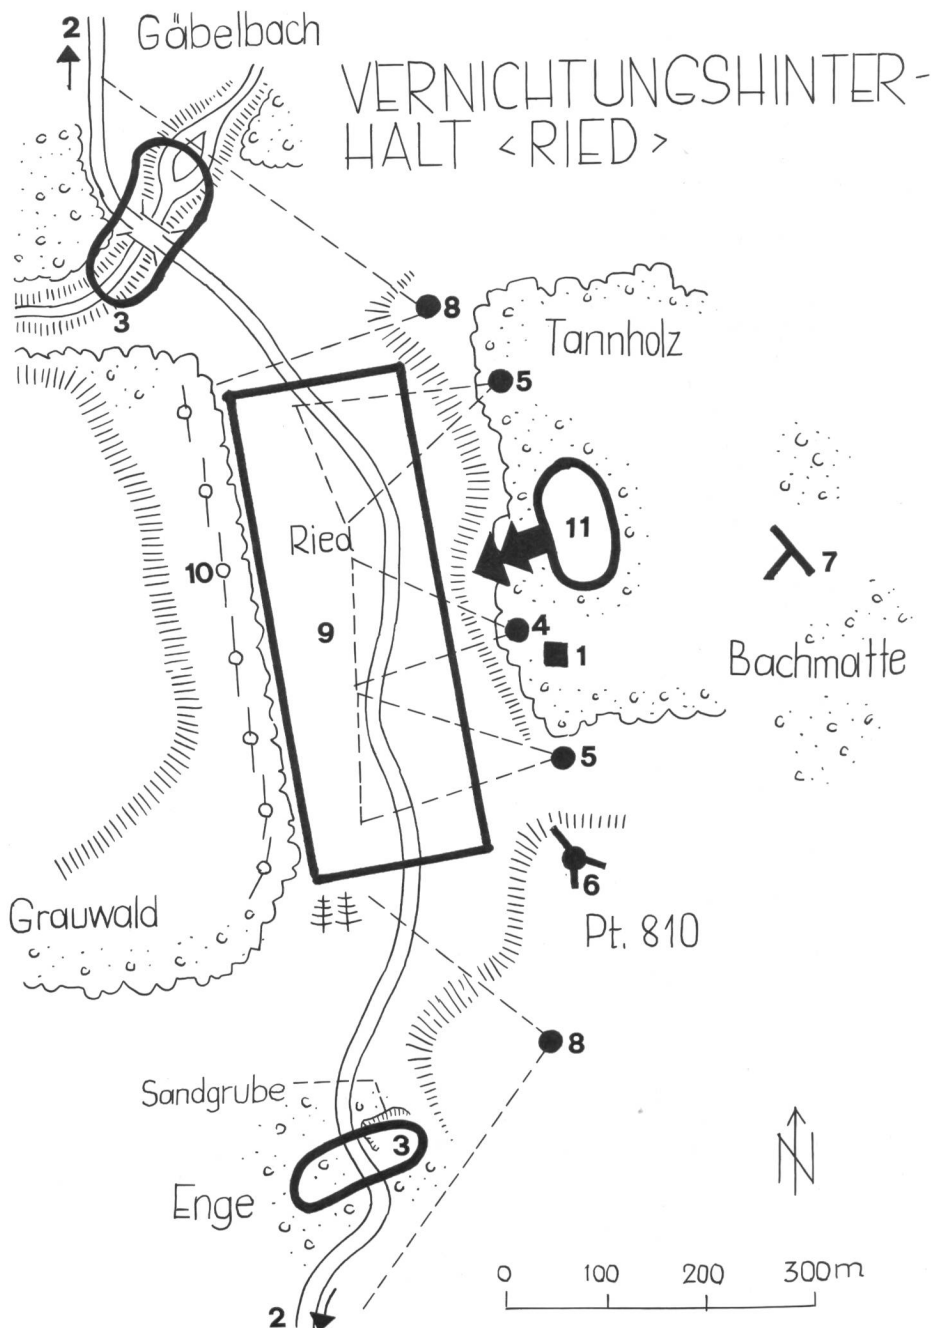 2
Gäbelbach
VERNICHTUNGSHINTER-
HALT <RIED>
3
8
Tannholz
5
11
Ried
10
7
9
4
1
Bachmatte
5
6
Grauwald
Pt. 810
8
Sandgrube
3
N
Enge
0 100 200 300m
2